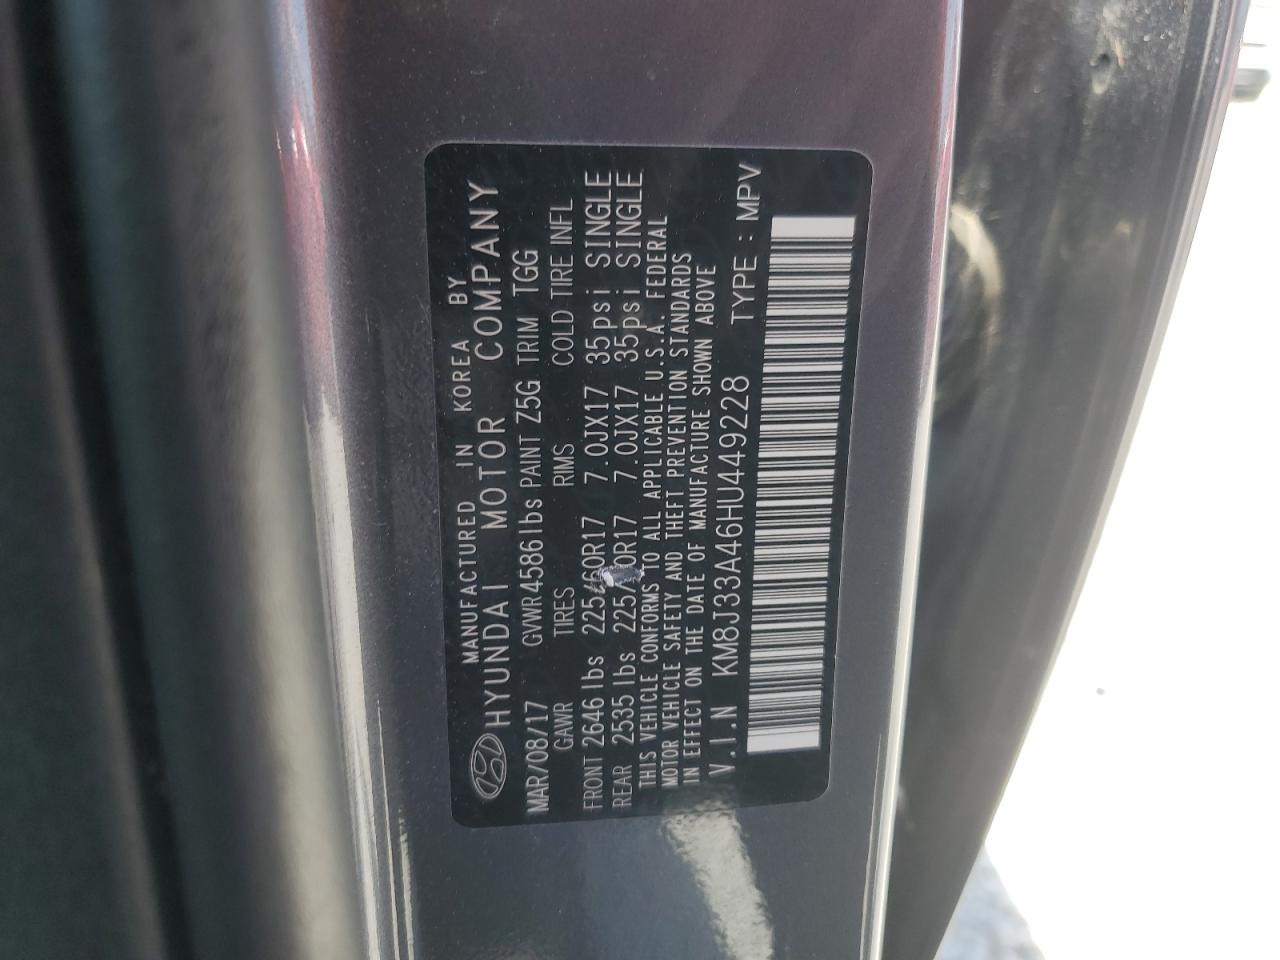 MANUFACTURED IN KOREA BY
HYUNDAI MOTOR COMPANY
MAR/08/17 GVWR 4586lbs PAINT Z5G TRIM TGG
GAWR TIRES RIMS COLD TIRE INFL
FRONT 2646lbs 225/60R17 7.0JX17 35psi SINGLE
REAR 2535lbs 225/60R17 7.0JX17 35psi SINGLE
THIS VEHICLE CONFORMS TO ALL APPLICABLE U.S.A. FEDERAL
MOTOR VEHICLE SAFETY AND THEFT PREVENTION STANDARDS
IN EFFECT ON THE DATE OF MANUFACTURE SHOWN ABOVE
V.I.N KM8J33A46HU449228 TYPE : MPV